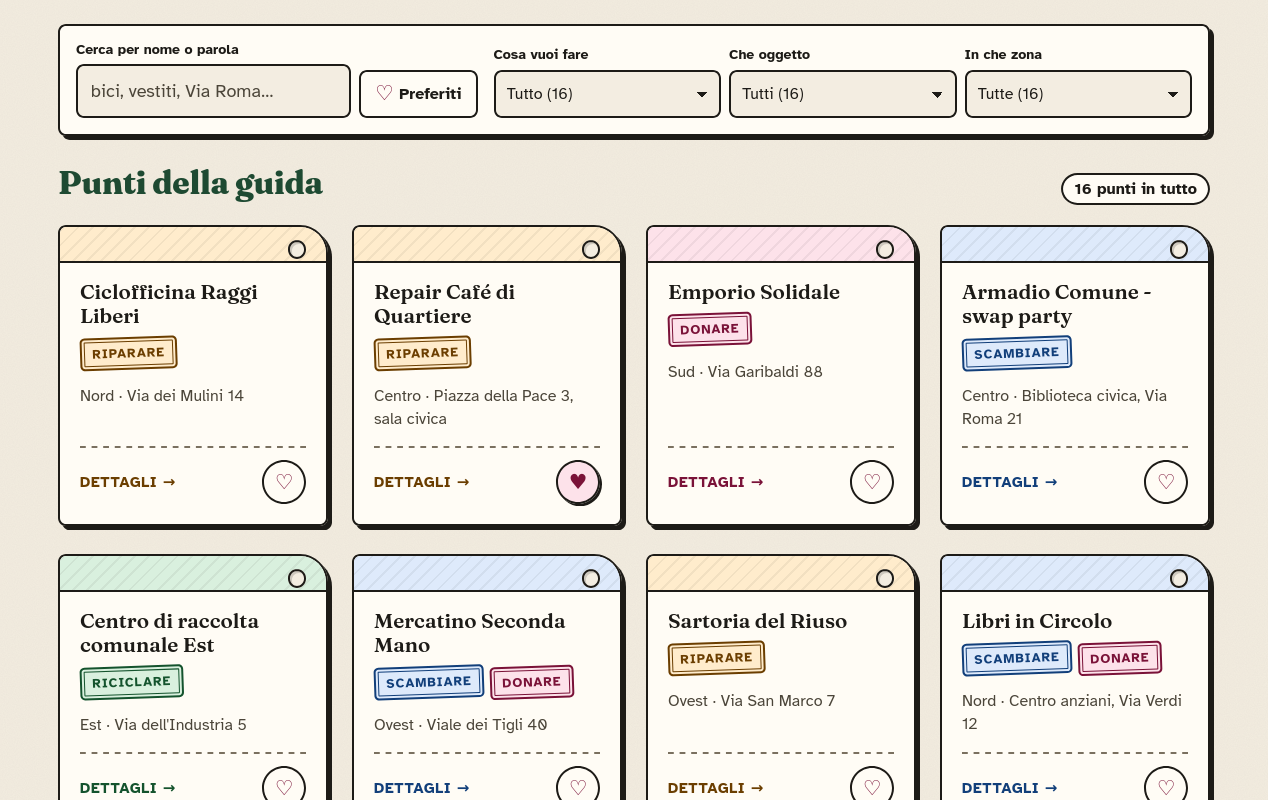 Cerca per nome o parola
bici, vestiti, Via Roma...
♡ Preferiti
Cosa vuoi fare
Tutto (16)
Che oggetto
Tutti (16)
In che zona
Tutte (16)
Punti della guida
16 punti in tutto
Ciclofficina Raggi
Liberi
RIPARARE
Nord · Via dei Mulini 14
DETTAGLI →
Repair Café di
Quartiere
RIPARARE
Centro · Piazza della Pace 3,
sala civica
DETTAGLI →
Emporio Solidale
DONARE
Sud · Via Garibaldi 88
DETTAGLI →
Armadio Comune -
swap party
SCAMBIARE
Centro · Biblioteca civica, Via
Roma 21
DETTAGLI →
Centro di raccolta
comunale Est
RICICLARE
Est · Via dell'Industria 5
DETTAGLI →
Mercatino Seconda
Mano
SCAMBIARE DONARE
Ovest · Viale dei Tigli 40
DETTAGLI →
Sartoria del Riuso
RIPARARE
Ovest · Via San Marco 7
DETTAGLI →
Libri in Circolo
SCAMBIARE DONARE
Nord · Centro anziani, Via Verdi
12
DETTAGLI →